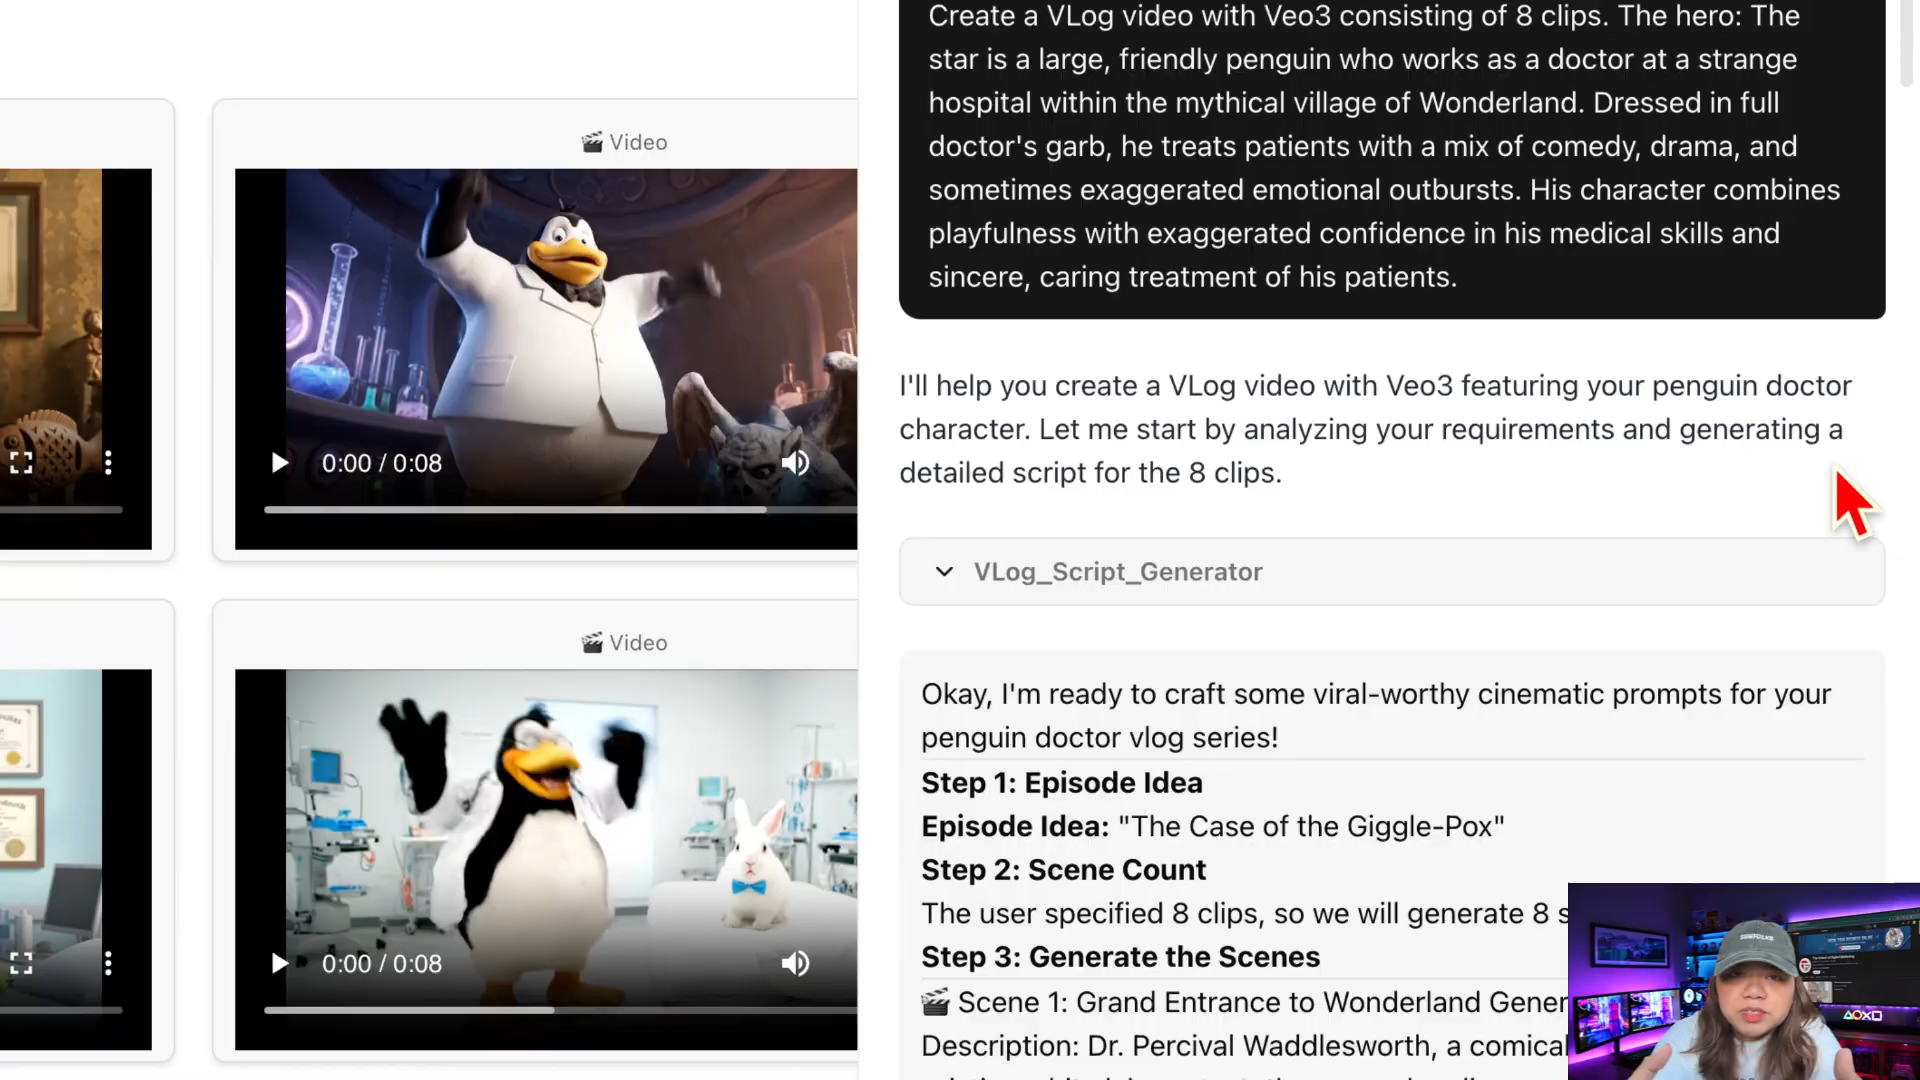 Create a VLog video with Veo3 consisting of 8 clips. The hero: The
star is a large, friendly penguin who works as a doctor at a strange
hospital within the mythical village of Wonderland. Dressed in full
doctor's garb, he treats patients with a mix of comedy, drama, and
sometimes exaggerated emotional outbursts. His character combines
playfulness with exaggerated confidence in his medical skills and
sincere, caring treatment of his patients.
I'll help you create a VLog video with Veo3 featuring your penguin doctor
character. Let me start by analyzing your requirements and generating a
detailed script for the 8 clips.
VLog_Script_Generator
Okay, I'm ready to craft some viral-worthy cinematic prompts for your
penguin doctor vlog series!
Step 1: Episode Idea
Episode Idea: "The Case of the Giggle-Pox"
Step 2: Scene Count
The user specified 8 clips, so we will generate 8 s
Step 3: Generate the Scenes
🎬 Scene 1: Grand Entrance to Wonderland Gener
Description: Dr. Percival Waddlesworth, a comical
🎬 Video
0:00 / 0:08
🎬 Video
0:00 / 0:08